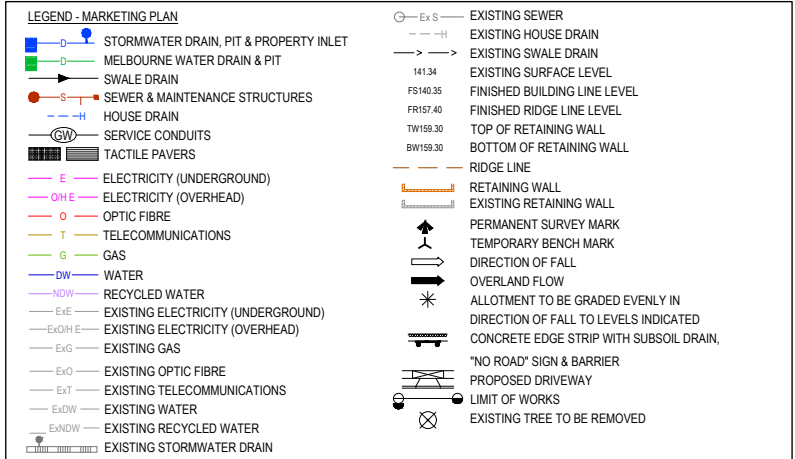 LEGEND - MARKETING PLAN
D STORMWATER DRAIN, PIT & PROPERTY INLET
D MELBOURNE WATER DRAIN & PIT
SWALE DRAIN
S SEWER & MAINTENANCE STRUCTURES
H HOUSE DRAIN
GW SERVICE CONDUITS
TACTILE PAVERS
E ELECTRICITY (UNDERGROUND)
O/H E ELECTRICITY (OVERHEAD)
O OPTIC FIBRE
T TELECOMMUNICATIONS
G GAS
DW WATER
NDW RECYCLED WATER
ExE EXISTING ELECTRICITY (UNDERGROUND)
ExO/H E EXISTING ELECTRICITY (OVERHEAD)
ExG EXISTING GAS
ExO EXISTING OPTIC FIBRE
ExT EXISTING TELECOMMUNICATIONS
ExDW EXISTING WATER
ExNDW EXISTING RECYCLED WATER
EXISTING STORMWATER DRAIN
Ex S EXISTING SEWER
H EXISTING HOUSE DRAIN
EXISTING SWALE DRAIN
141.34 EXISTING SURFACE LEVEL
FS140.35 FINISHED BUILDING LINE LEVEL
FR157.40 FINISHED RIDGE LINE LEVEL
TW159.30 TOP OF RETAINING WALL
BW159.30 BOTTOM OF RETAINING WALL
RIDGE LINE
RETAINING WALL
EXISTING RETAINING WALL
PERMANENT SURVEY MARK
TEMPORARY BENCH MARK
DIRECTION OF FALL
OVERLAND FLOW
ALLOTMENT TO BE GRADED EVENLY IN
DIRECTION OF FALL TO LEVELS INDICATED
CONCRETE EDGE STRIP WITH SUBSOIL DRAIN,
"NO ROAD" SIGN & BARRIER
PROPOSED DRIVEWAY
LIMIT OF WORKS
EXISTING TREE TO BE REMOVED